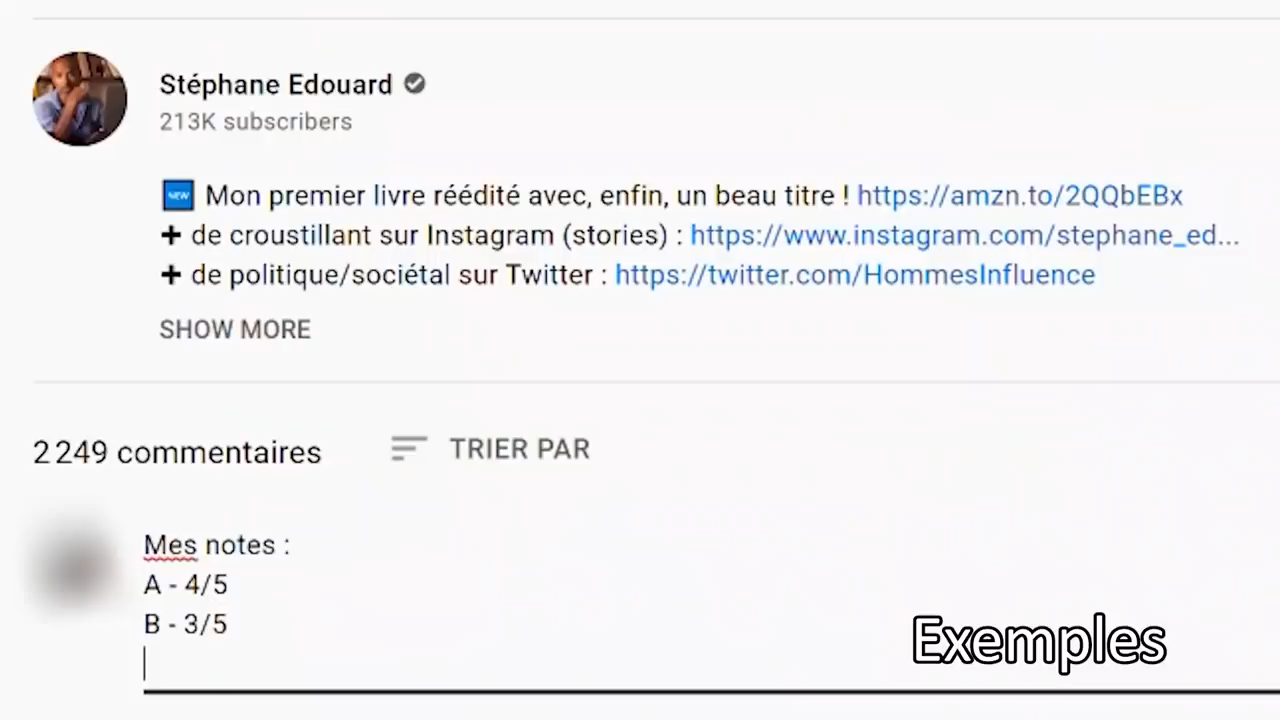 Stéphane Edouard
213K subscribers
NEW Mon premier livre réédité avec, enfin, un beau titre ! https://amzn.to/2QQbEBx
+ de croustillant sur Instagram (stories) : https://www.instagram.com/stephane_ed...
+ de politique/sociétal sur Twitter : https://twitter.com/HommesInfluence
SHOW MORE
2 249 commentaires TRIER PAR
Mes notes :
A - 4/5
B - 3/5
Exemples